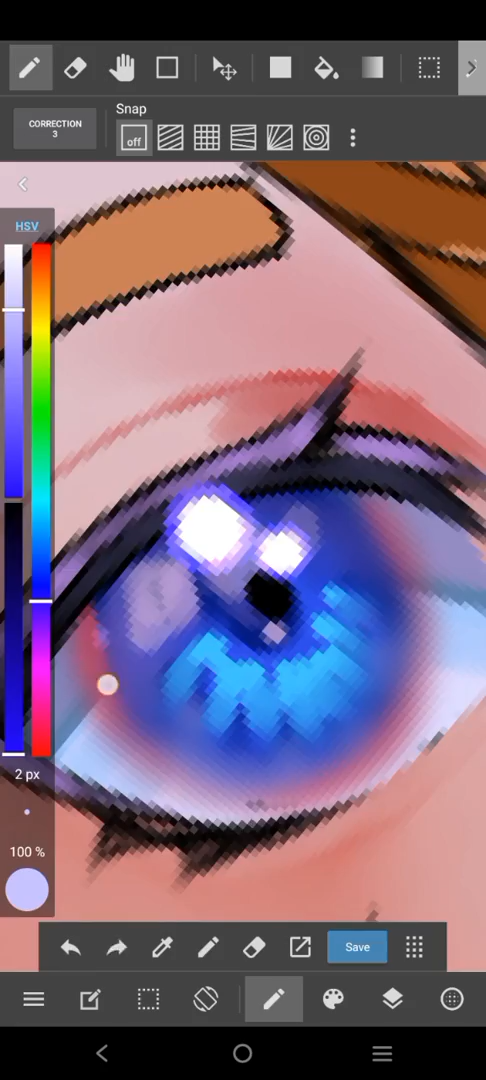 Snap
CORRECTION
3
off
HSV
2 px
100 %
Save